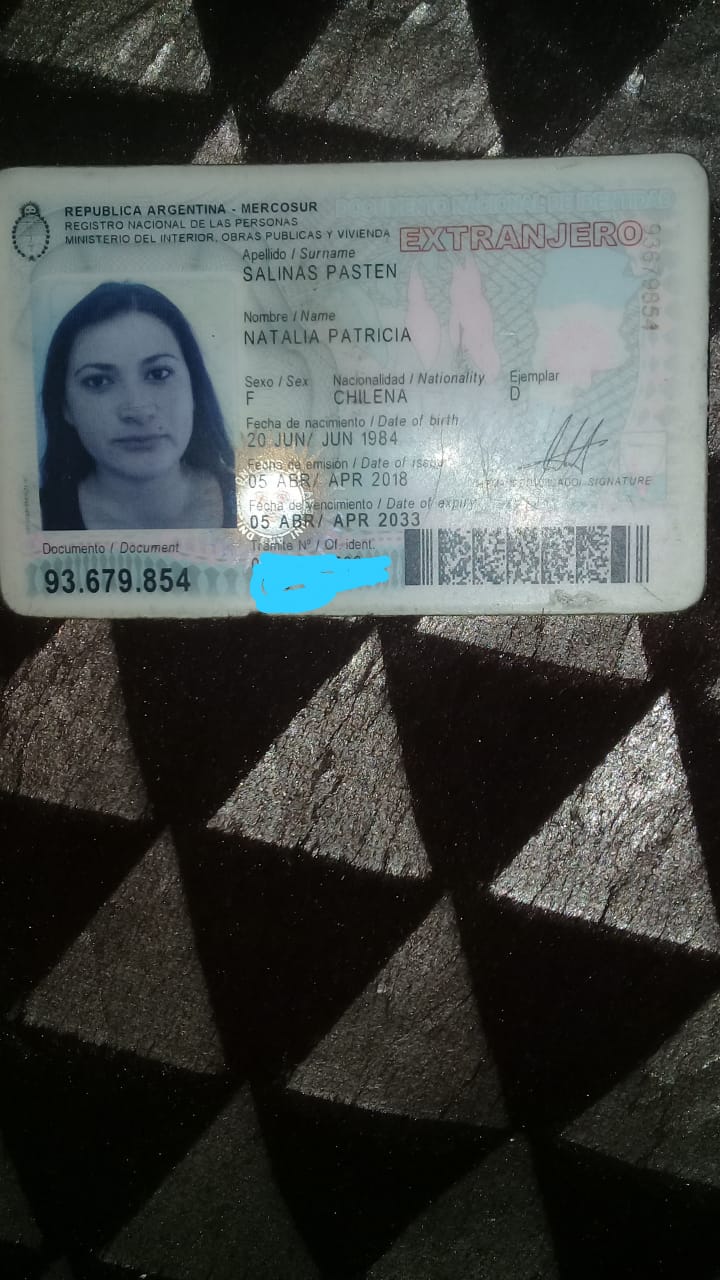 REPUBLICA ARGENTINA - MERCOSUR
REGISTRO NACIONAL DE LAS PERSONAS
MINISTERIO DEL INTERIOR, OBRAS PUBLICAS Y VIVIENDA
DOCUMENTO NACIONAL DE IDENTIDAD
EXTRANJERO
93679854
Apellido / Surname
SALINAS PASTEN
Nombre / Name
NATALIA PATRICIA
Sexo / Sex Nacionalidad / Nationality Ejemplar
F CHILENA D
Fecha de nacimiento / Date of birth
20 JUN/ JUN 1984
Fecha de emisión / Date of issue
05 ABR/ APR 2018
SIGNATURE
Fecha de vencimiento / Date of expiry
05 ABR/ APR 2033
Documento / Document
93.679.854
Trámite Nº / Of. ident.